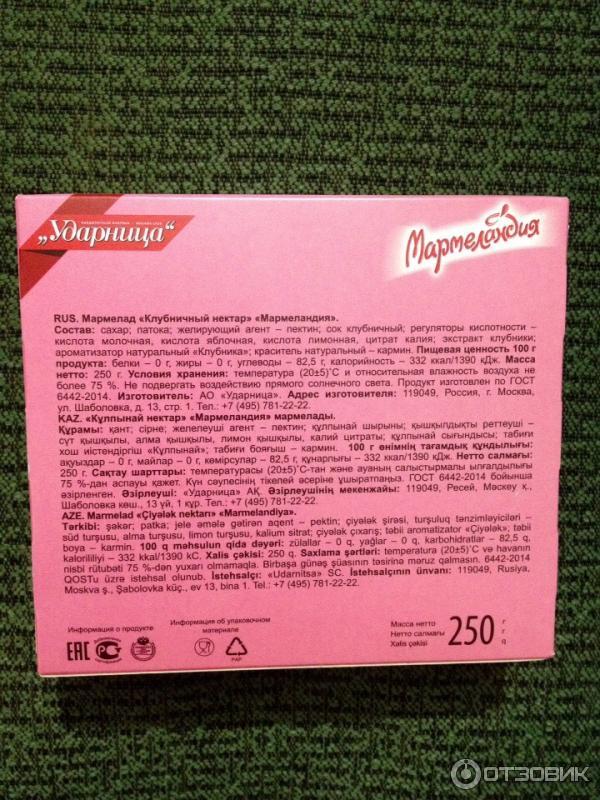 КОНДИТЕРСКАЯ ФАБРИКА
„Ударница“
Мармеландия
RUS. Мармелад «Клубничный нектар» «Мармеландия».
Состав: сахар; патока; желирующий агент – пектин; сок клубничный; регуляторы кислотности –
кислота молочная, кислота яблочная, кислота лимонная, цитрат калия; экстракт клубники;
ароматизатор натуральный «Клубника»; краситель натуральный – кармин. Пищевая ценность 100 г
продукта: белки – 0 г, жиры – 0 г, углеводы – 82,5 г, калорийность – 332 ккал/1390 кДж. Масса
нетто: 250 г. Условия хранения: температура (20±5)˚С и относительная влажность воздуха не
более 75 %. Не подвергать воздействию прямого солнечного света. Продукт изготовлен по ГОСТ
6442-2014. Изготовитель: АО «Ударница». Адрес изготовителя: 119049, Россия, г. Москва,
ул. Шаболовка, д. 13, стр. 1. Тел.: +7 (495) 781-22-22.
KAZ. «Құлпынай нектар» «Мармеландия» мармелады.
Құрамы: қант; сірне; желелеуші агент – пектин; құлпынай шырыны; қышқылдықты реттеуші –
сүт қышқылы, алма қышқылы, лимон қышқылы, калий цитраты; құлпынай сығындысы; табиғи
хош иістендіргіш «Құлпынай»; табиғи бояғыш – кармин. 100 г өнімнің тағамдық құндылығы:
ақуыздар – 0 г, майлар – 0 г, көмірсулар – 82,5 г, құнарлығы – 332 ккал/1390 кДж. Нетто салмағы:
250 г. Сақтау шарттары: температурасы (20±5)˚С-тан және ауаның салыстырмалы ылғалдылығы
75 %-дан аспауы қажет. Күн сәулесінің тікелей әсеріне ұшыратпаңыз. ГОСТ 6442-2014 бойынша
әзірленген. Әзірлеуші: «Ударница» АҚ. Әзірлеушінің мекенжайы: 119049, Ресей, Мәскеу қ.,
Шаболовка көш., 13 үй, 1 құр. Тел.: +7 (495) 781-22-22.
AZE. Marmelad «Çiyələk nektarı» «Marmelandiya».
Tərkibi: şəkər; patka; jele əmələ gətirən aqent – pektin; çiyələk şirəsi, turşuluq tənzimləyiciləri –
süd turşusu, alma turşusu, limon turşusu, kalium sitrat; çiyələk çıxarış; təbii aromatizator «Çiyələk»; təbii
boya – karmin. 100 q məhsulun qida dəyəri: zülallar – 0 q, yağlar – 0 q, karbohidratlar – 82,5 q,
kalorililiyi – 332 kkal/1390 kC. Xalis çəkisi: 250 q. Saxlama şərtləri: temperatura (20±5)˚C və havanın
nisbi rütubəti 75 %-dən yuxarı olmamaqla. Birbaşa günəş şüasının təsirinə məruz qalmasın. 6442-2014
QOSTu üzrə istehsal olunub. İstehsalçı: «Udarnitsa» SC. İstehsalçının ünvanı: 119049, Rusiya,
Moskva ş., Şabolovka küç., ev 13, bina 1. Tel.: +7 (495) 781-22-22.
Информация о продукте
Информация об упаковочном
материале
EAC
PAP
Масса нетто
Нетто салмағы
Xalis çəkisi
250
г
г
q
ОТЗОВИК